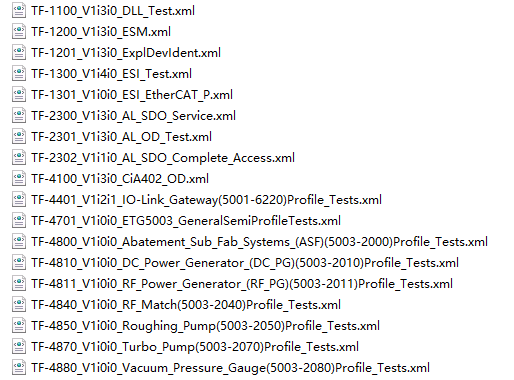 TF-1100_V1i3i0_DLL_Test.xml
TF-1200_V1i3i0_ESM.xml
TF-1201_V1i3i0_ExplDevIdent.xml
TF-1300_V1i4i0_ESI_Test.xml
TF-1301_V1i0i0_ESI_EtherCAT_P.xml
TF-2300_V1i3i0_AL_SDO_Service.xml
TF-2301_V1i3i0_AL_OD_Test.xml
TF-2302_V1i1i0_AL_SDO_Complete_Access.xml
TF-4100_V1i3i0_CiA402_OD.xml
TF-4401_V1i2i1_IO-Link_Gateway(5001-6220)Profile_Tests.xml
TF-4701_V1i0i0_ETG5003_GeneralSemiProfileTests.xml
TF-4800_V1i0i0_Abatement_Sub_Fab_Systems_(ASF)(5003-2000)Profile_Tests.xml
TF-4810_V1i0i0_DC_Power_Generator_(DC_PG)(5003-2010)Profile_Tests.xml
TF-4811_V1i0i0_RF_Power_Generator_(RF_PG)(5003-2011)Profile_Tests.xml
TF-4840_V1i0i0_RF_Match(5003-2040)Profile_Tests.xml
TF-4850_V1i0i0_Roughing_Pump(5003-2050)Profile_Tests.xml
TF-4870_V1i0i0_Turbo_Pump(5003-2070)Profile_Tests.xml
TF-4880_V1i0i0_Vacuum_Pressure_Gauge(5003-2080)Profile_Tests.xml